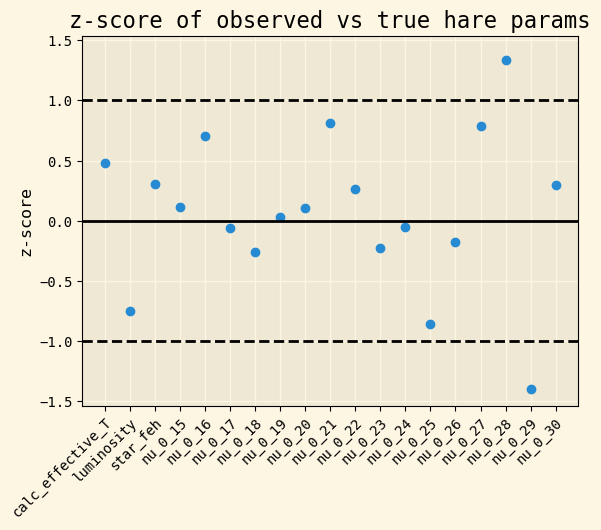 z-score of observed vs true hare params
z-score
1.5
1.0
0.5
0.0
−0.5
−1.0
−1.5
calc_effective_T
luminosity
star_feh
nu_0_15
nu_0_16
nu_0_17
nu_0_18
nu_0_19
nu_0_20
nu_0_21
nu_0_22
nu_0_23
nu_0_24
nu_0_25
nu_0_26
nu_0_27
nu_0_28
nu_0_29
nu_0_30